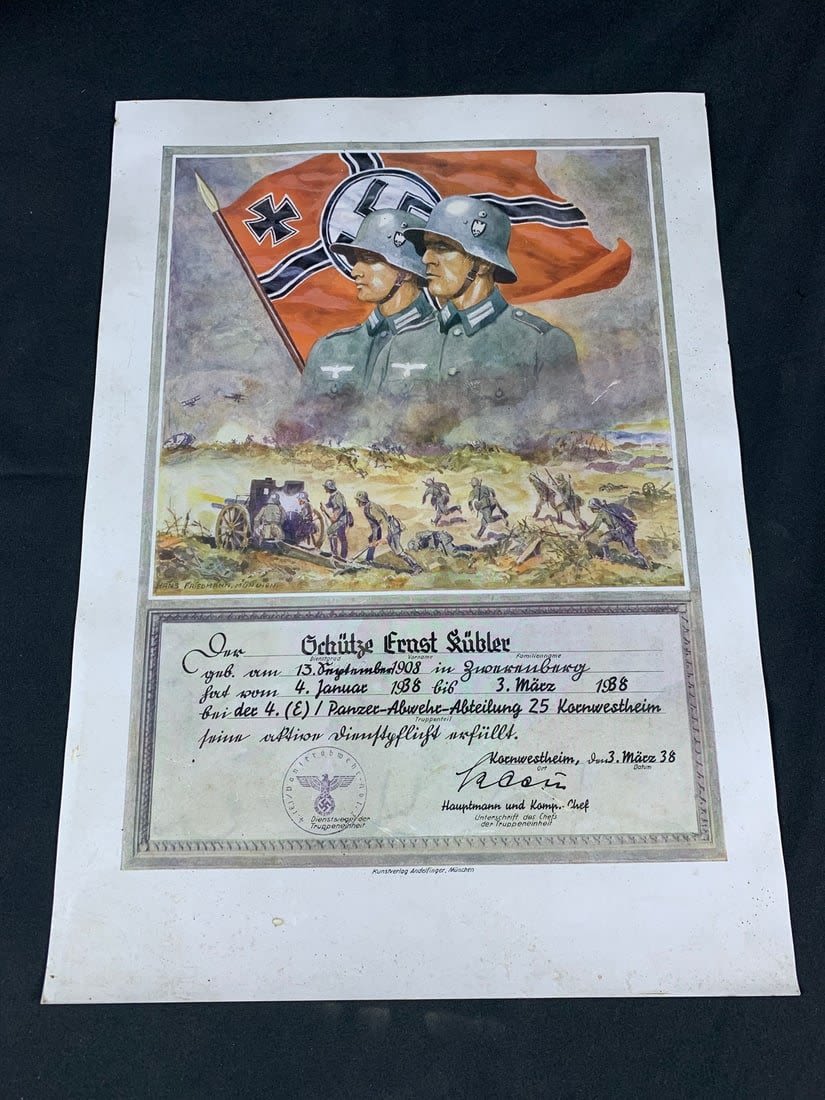 HANS FRIEDMANN, MÜNCHEN
Der Schütze Ernst Kübler
Dienstgrad Vorname Familienname
geb. am 13. September 1908 in Zwerenberg
hat vom 4. Januar 1938 bis 3. März 1938
bei der 4. (E) / Panzer-Abwehr-Abteilung 25 Kornwestheim
Truppenteil
seine aktive Dienstpflicht erfüllt.
Kornwestheim, den 3. März 38
Ort Datum
Hauptmann und Komp.-Chef
Dienstsiegel der
Truppeneinheit
Unterschrift des Chefs
der Truppeneinheit
Kunstverlag Andelfinger, München